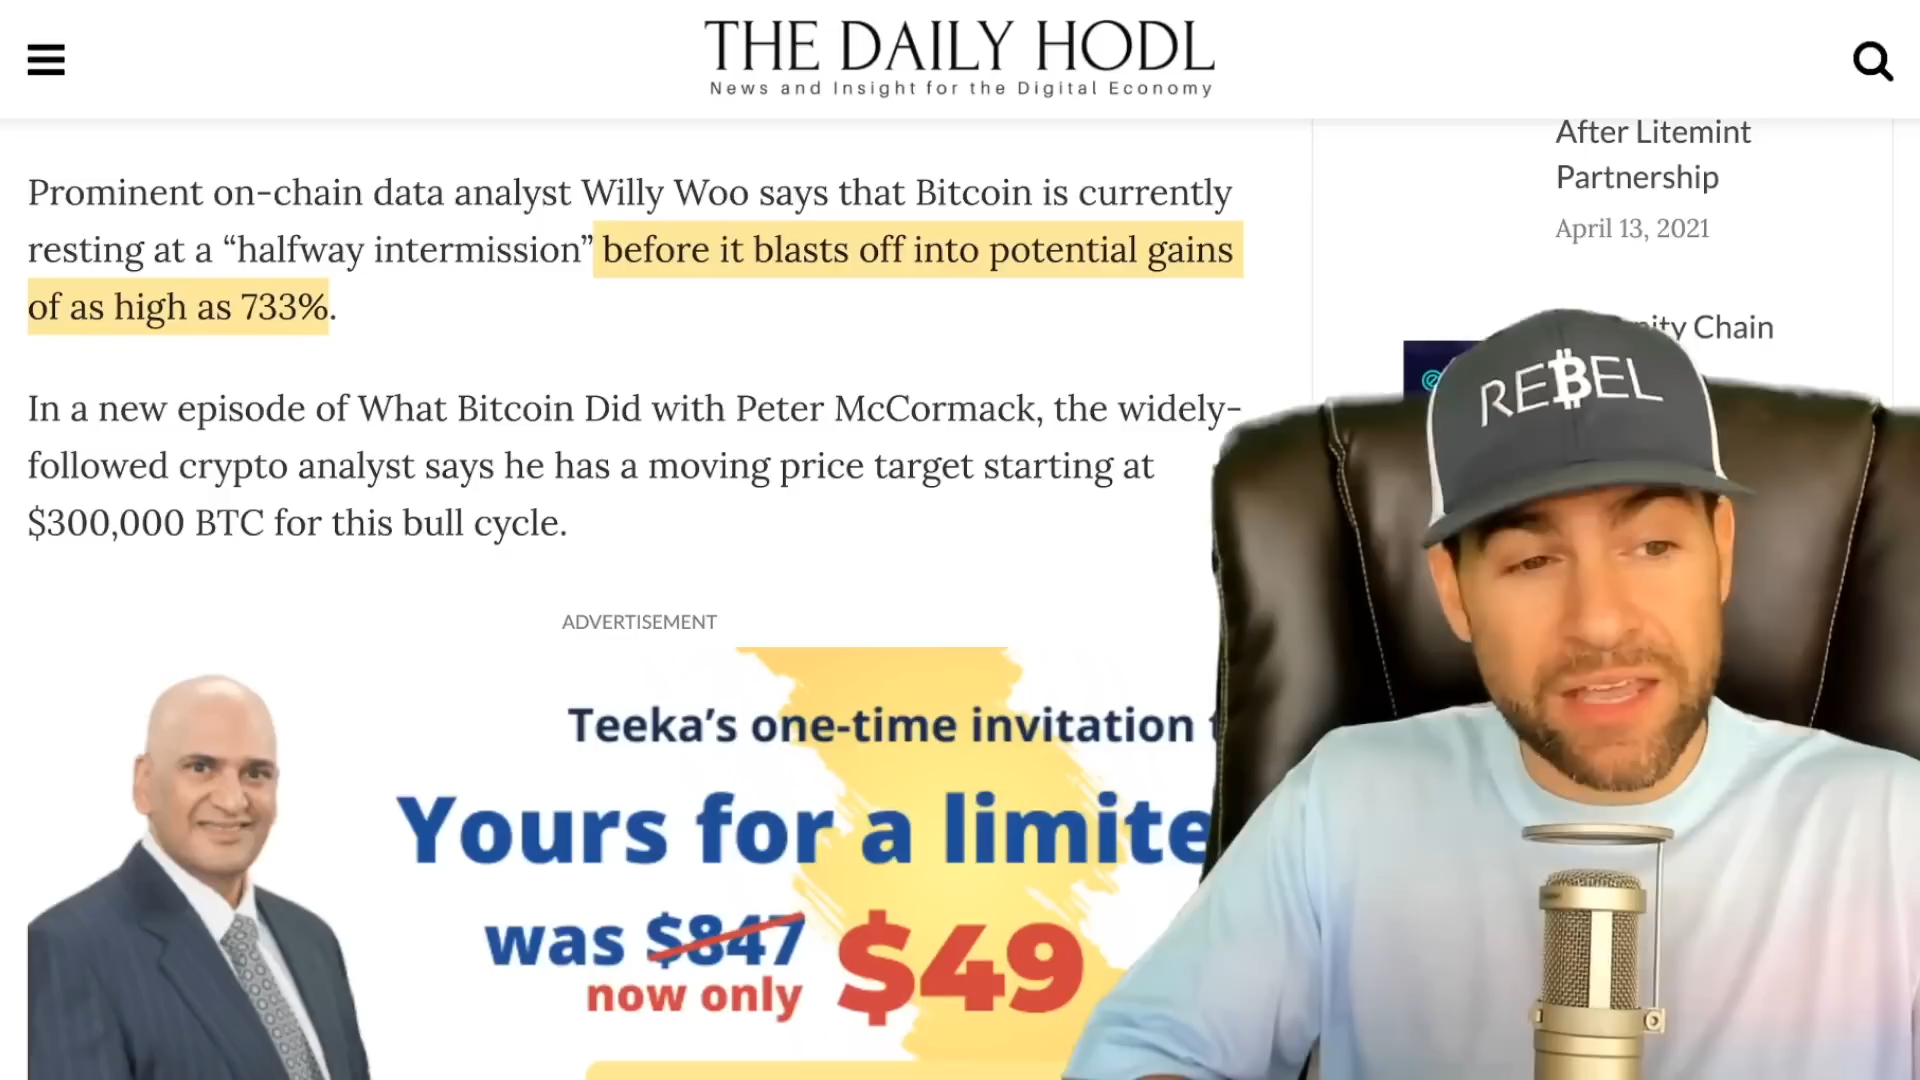 THE DAILY HODL
News and Insight for the Digital Economy
Prominent on-chain data analyst Willy Woo says that Bitcoin is currently
resting at a “halfway intermission” before it blasts off into potential gains
of as high as 733%.
In a new episode of What Bitcoin Did with Peter McCormack, the widely-
followed crypto analyst says he has a moving price target starting at
$300,000 BTC for this bull cycle.
ADVERTISEMENT
Teeka’s one-time invitation
Yours for a limite
was $847
now only $49
After Litemint
Partnership
April 13, 2021
Chain
REBEL